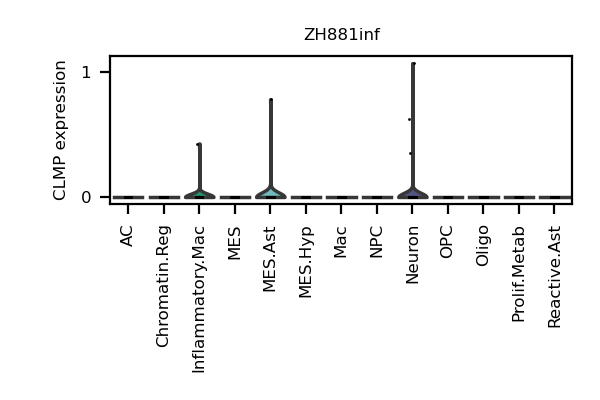 ZH881inf
CLMP expression
1
0
AC
Chromatin.Reg
Inflammatory.Mac
MES
MES.Ast
MES.Hyp
Mac
NPC
Neuron
OPC
Oligo
Prolif.Metab
Reactive.Ast